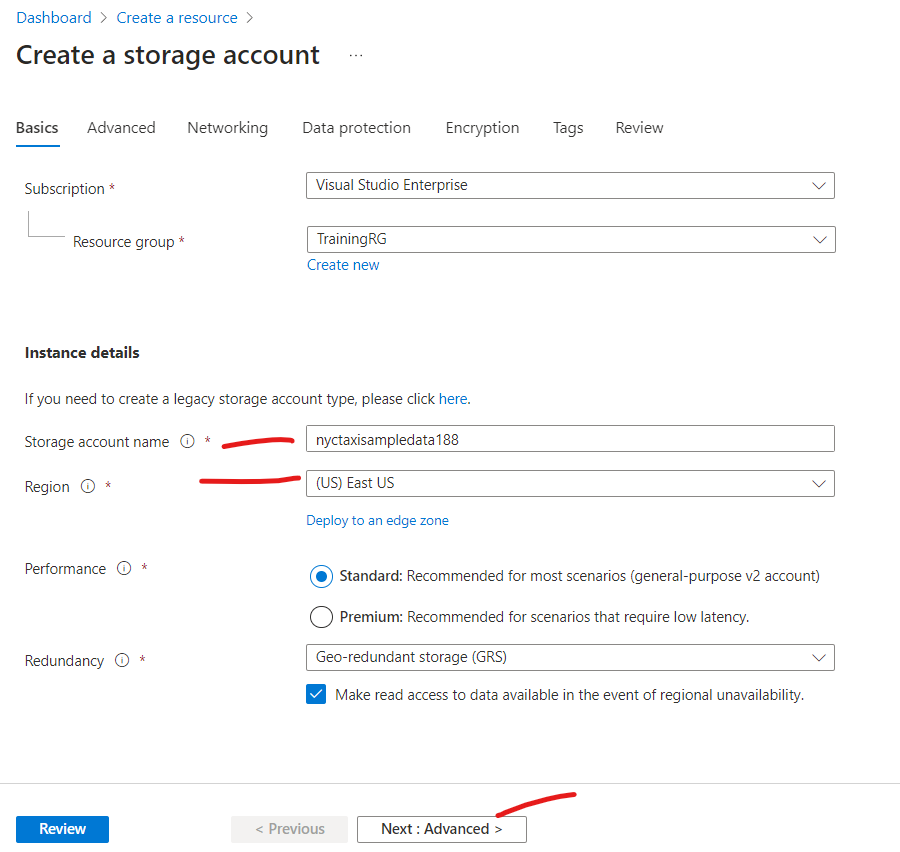 Dashboard > Create a resource >
Create a storage account ...
Basics Advanced Networking Data protection Encryption Tags Review
Subscription * Visual Studio Enterprise
Resource group * TrainingRG
Create new
Instance details
If you need to create a legacy storage account type, please click here.
Storage account name * nyctaxisampledata188
Region * (US) East US
Deploy to an edge zone
Performance * Standard: Recommended for most scenarios (general-purpose v2 account)
Premium: Recommended for scenarios that require low latency.
Redundancy * Geo-redundant storage (GRS)
Make read access to data available in the event of regional unavailability.
Review < Previous Next : Advanced >